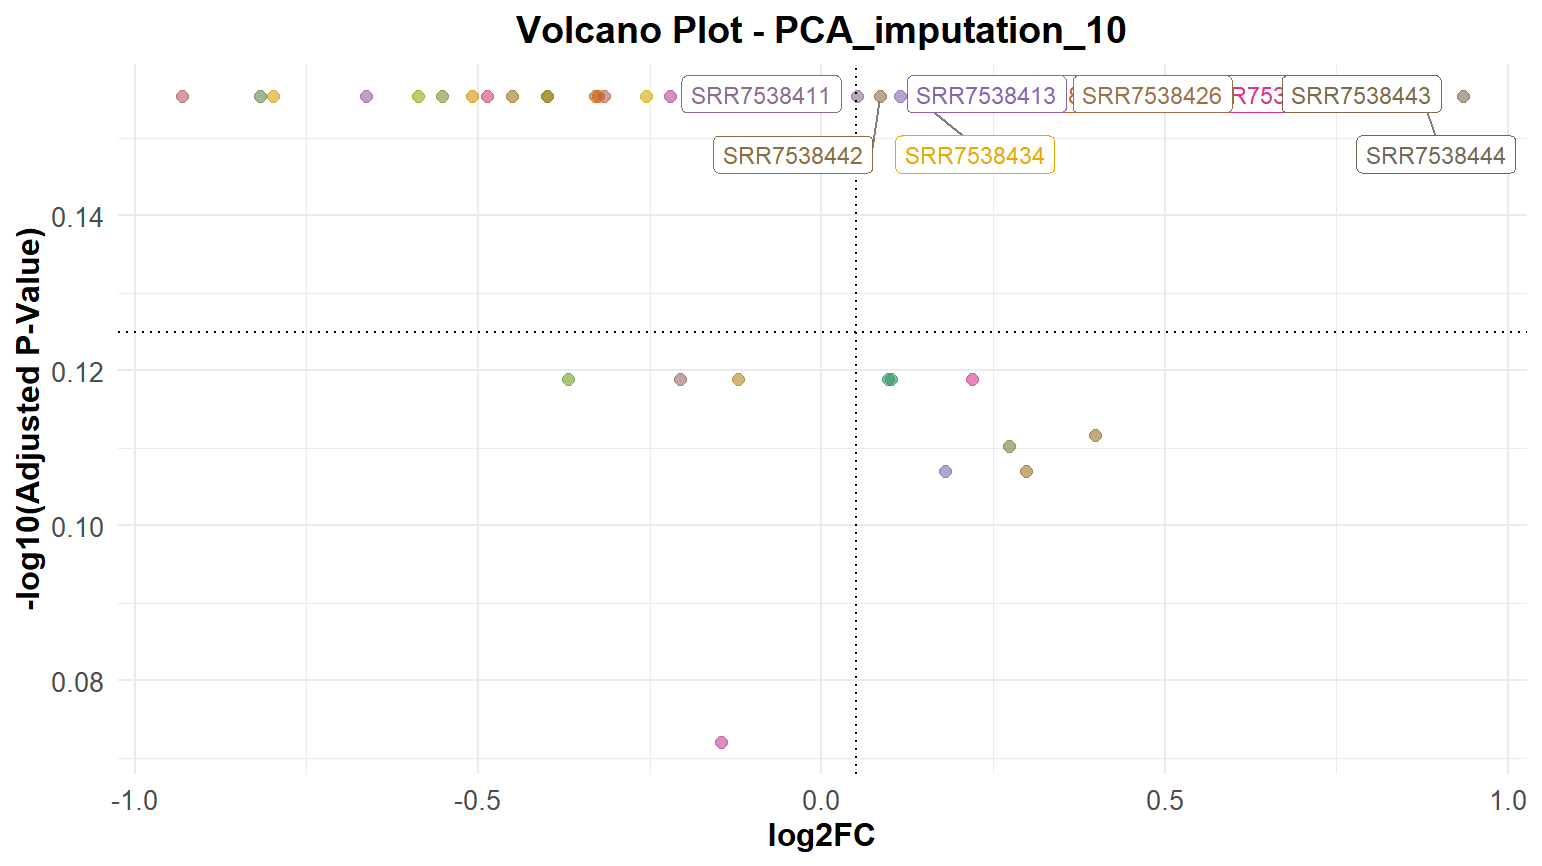 Volcano Plot - PCA_imputation_10
SRR7538411
SRR7538413
SRR7538426
R753
SRR7538443
SRR7538442
SRR7538434
SRR7538444
0.14
0.12
0.10
0.08
-log10(Adjusted P-Value)
-1.0
-0.5
0.0
0.5
1.0
log2FC